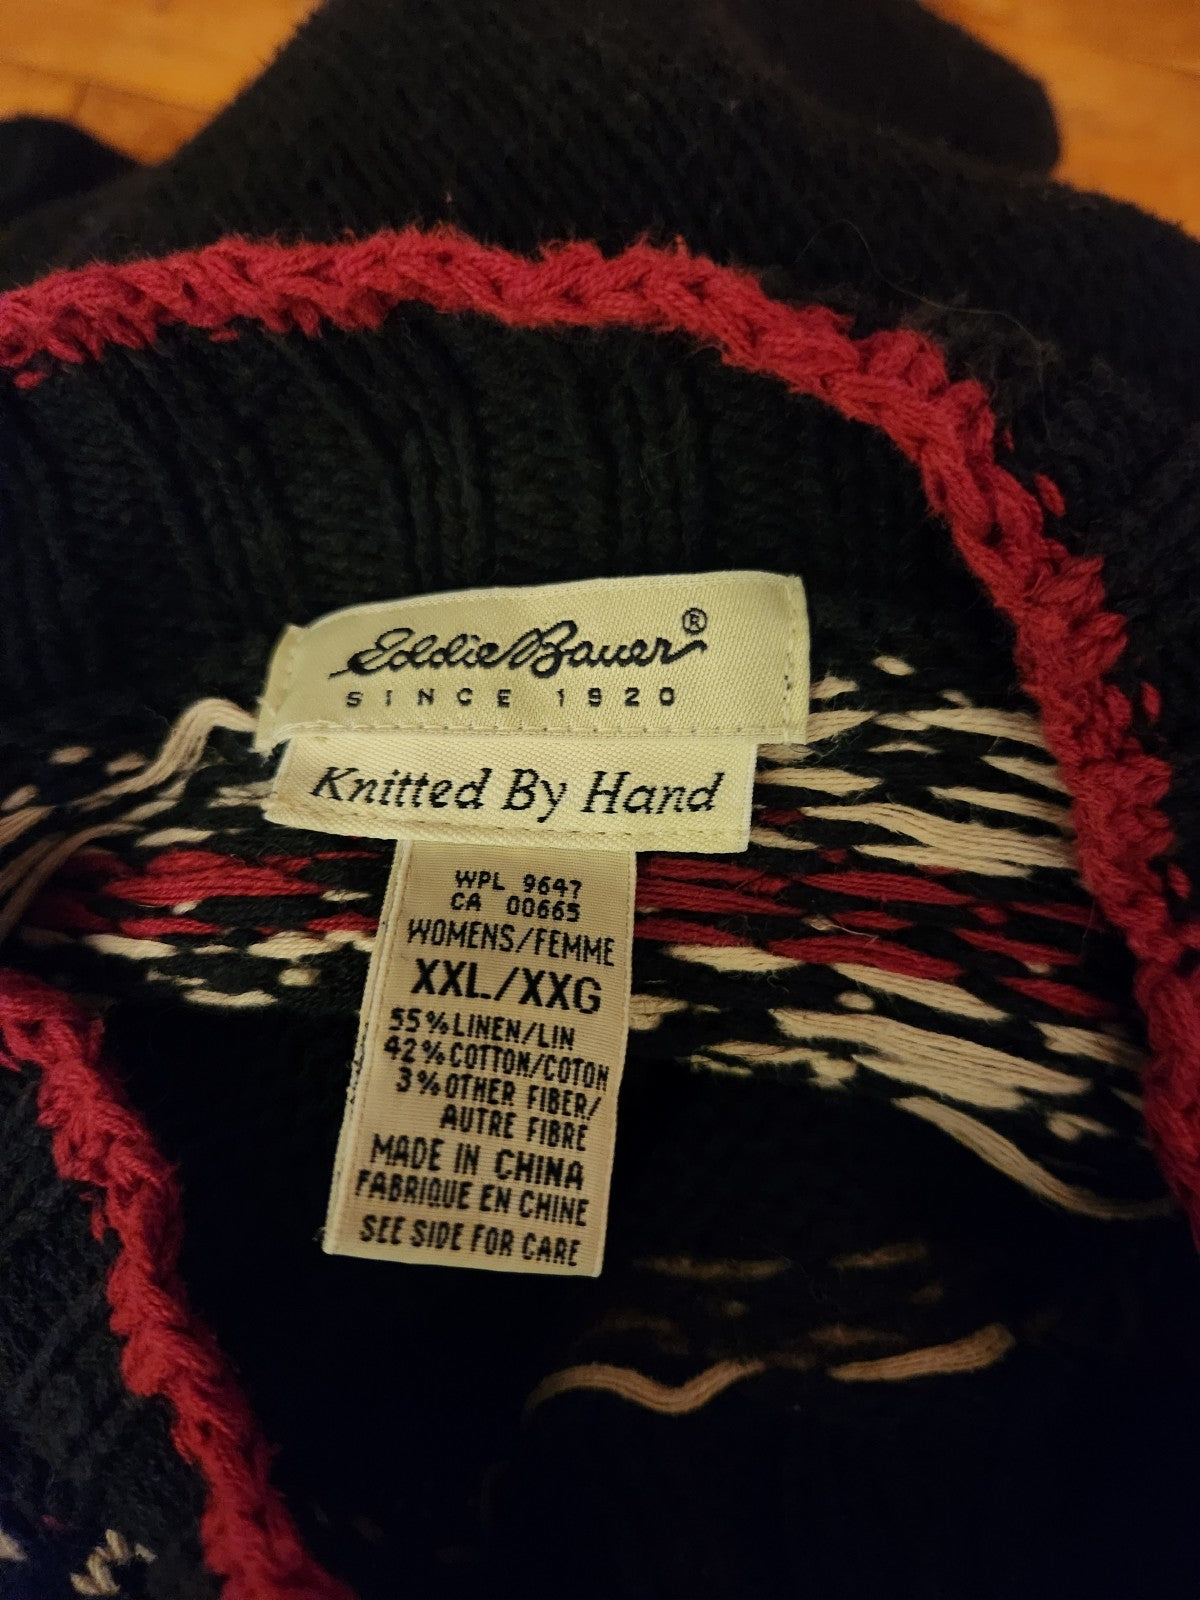 Eddie Bauer®
SINCE 1920
Knitted By Hand
WPL 9647
CA 00665
WOMENS/FEMME
XXL/XXG
55% LINEN/LIN
42% COTTON/COTON
3% OTHER FIBER/
AUTRE FIBRE
MADE IN CHINA
FABRIQUE EN CHINE
SEE SIDE FOR CARE